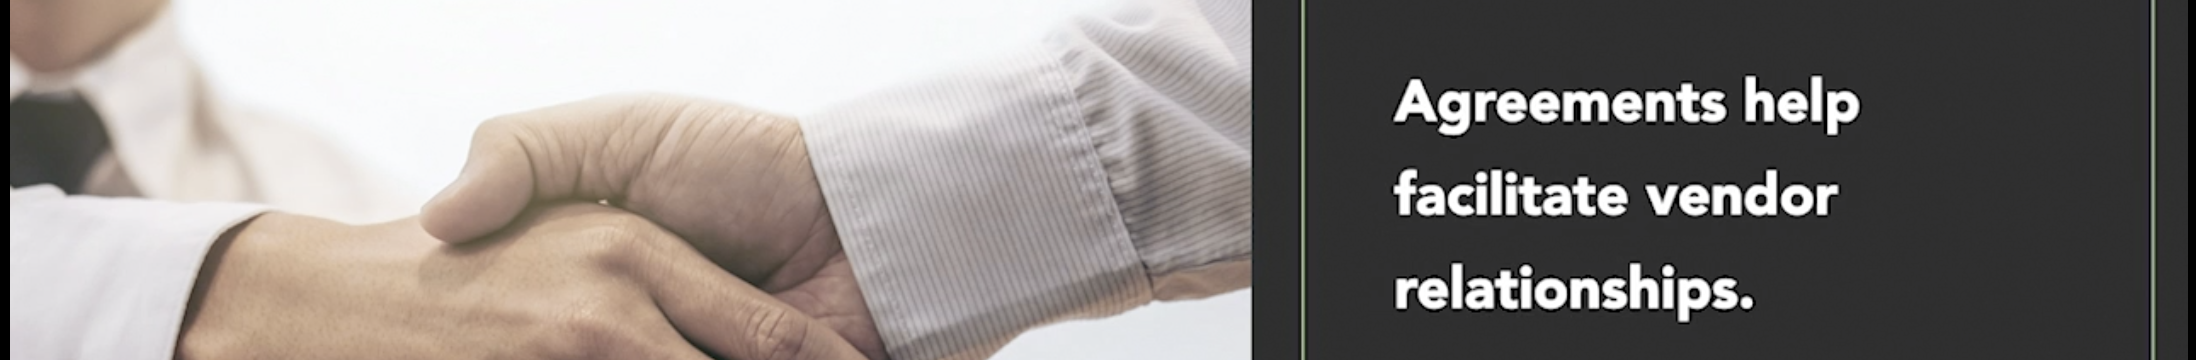 Agreements help
facilitate vendor
relationships.